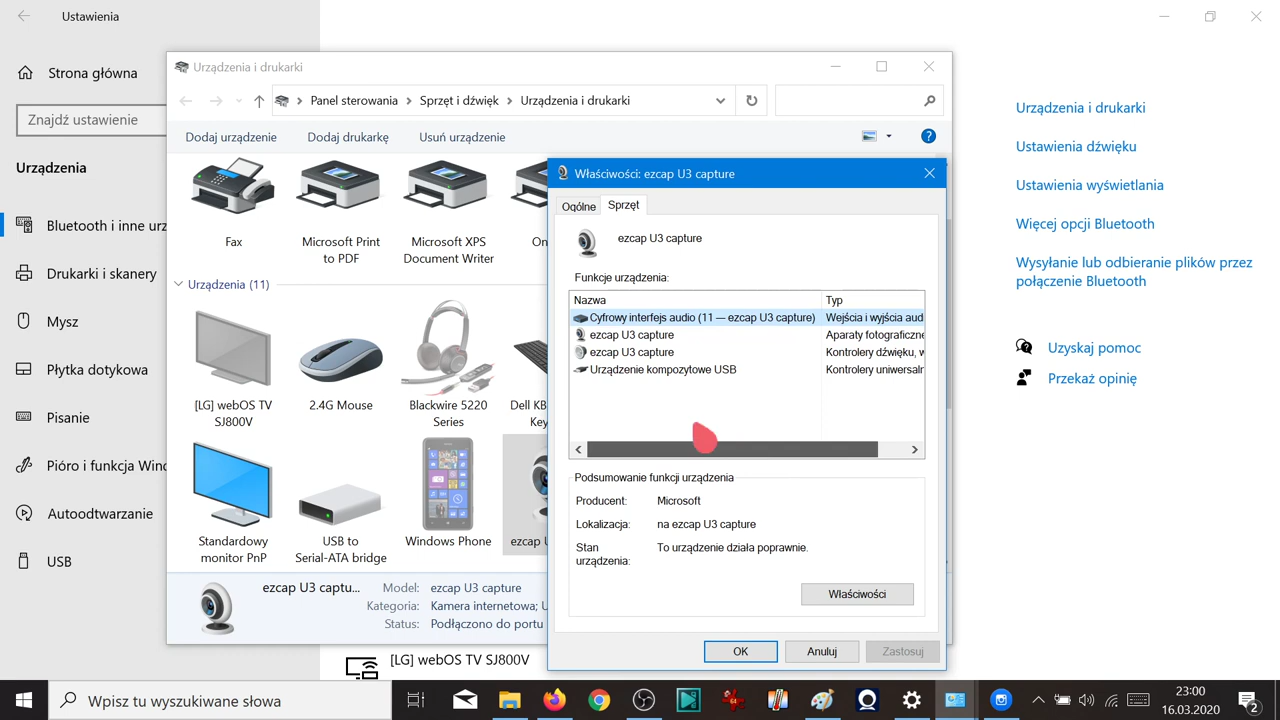 Ustawienia
Strona główna
Znajdź ustawienie
Urządzenia
Bluetooth i inne urz
Drukarki i skanery
Mysz
Płytka dotykowa
Pisanie
Pióro i funkcja Wind
Autoodtwarzanie
USB
Urządzenia i drukarki
Panel sterowania > Sprzęt i dźwięk > Urządzenia i drukarki
Dodaj urządzenie Dodaj drukarkę Usuń urządzenie
Fax
Microsoft Print
to PDF
Microsoft XPS
Document Writer
On
Urządzenia (11)
[LG] webOS TV
SJ800V
2.4G Mouse
Blackwire 5220
Series
Dell KB
Key
Standardowy
monitor PnP
USB to
Serial-ATA bridge
Windows Phone
ezcap U
ezcap U3 captu...
Model: ezcap U3 capture
Kategoria: Kamera internetowa; U
Status: Podłączono do portu
[LG] webOS TV SJ800V
Właściwości: ezcap U3 capture
Ogólne Sprzęt
ezcap U3 capture
Funkcje urządzenia:
Nazwa Typ
Cyfrowy interfejs audio (11 — ezcap U3 capture) Wejścia i wyjścia aud
ezcap U3 capture Aparaty fotograficzne
ezcap U3 capture Kontrolery dźwięku, w
Urządzenie kompozytowe USB Kontrolery uniwersaln
Podsumowanie funkcji urządzenia
Producent: Microsoft
Lokalizacja: na ezcap U3 capture
Stan urządzenia: To urządzenie działa poprawnie.
Właściwości
OK Anuluj Zastosuj
Urządzenia i drukarki
Ustawienia dźwięku
Ustawienia wyświetlania
Więcej opcji Bluetooth
Wysyłanie lub odbieranie plików przez
połączenie Bluetooth
Uzyskaj pomoc
Przekaż opinię
Wpisz tu wyszukiwane słowa
23:00
16.03.2020
2